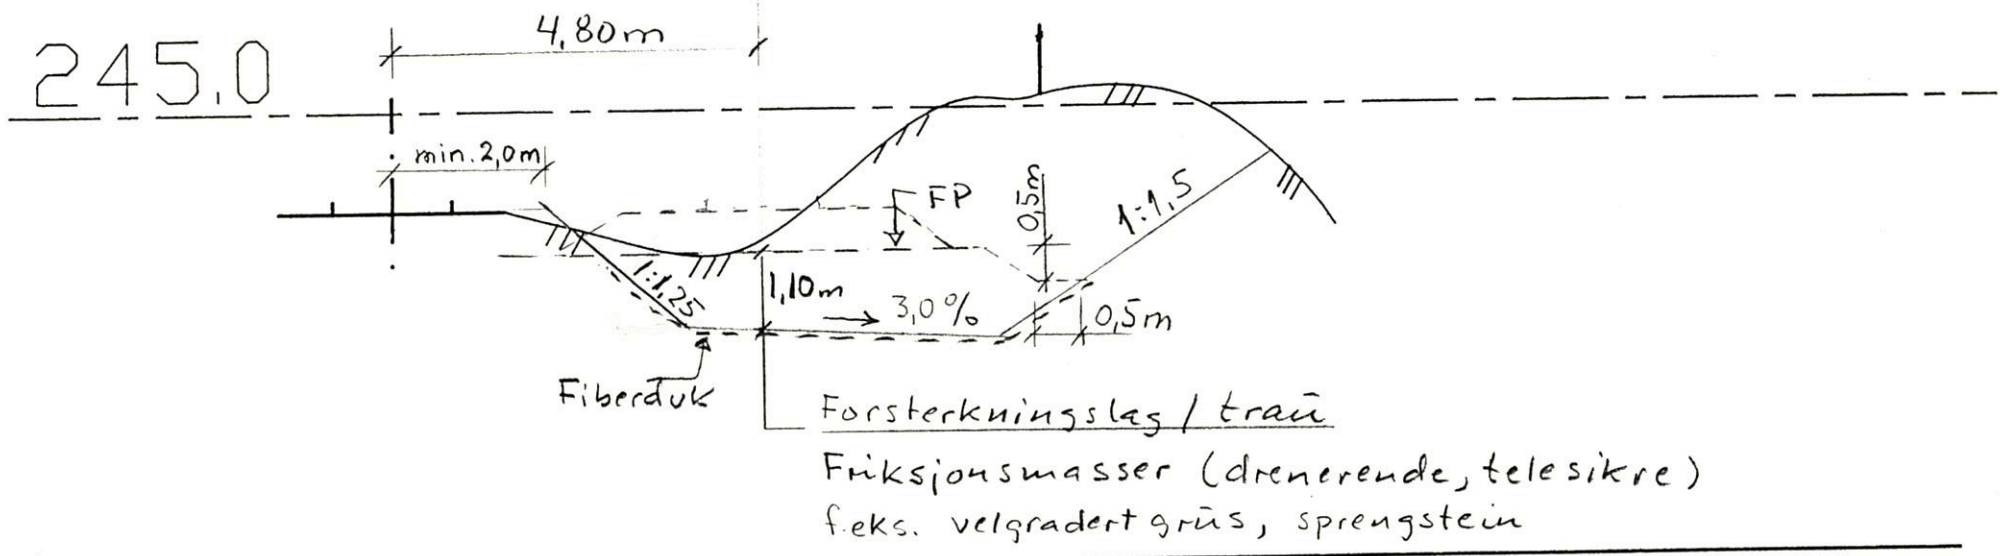 4,80m
245.0
min. 2,0m
FP
0,5m
1:1,5
1:1,25
1,10m
3,0%
0,5m
Fiberduk
Forsterkningslag / trau
Friksjonsmasser (drenerende, telesikre)
f.eks. velgradert grus, sprengstein